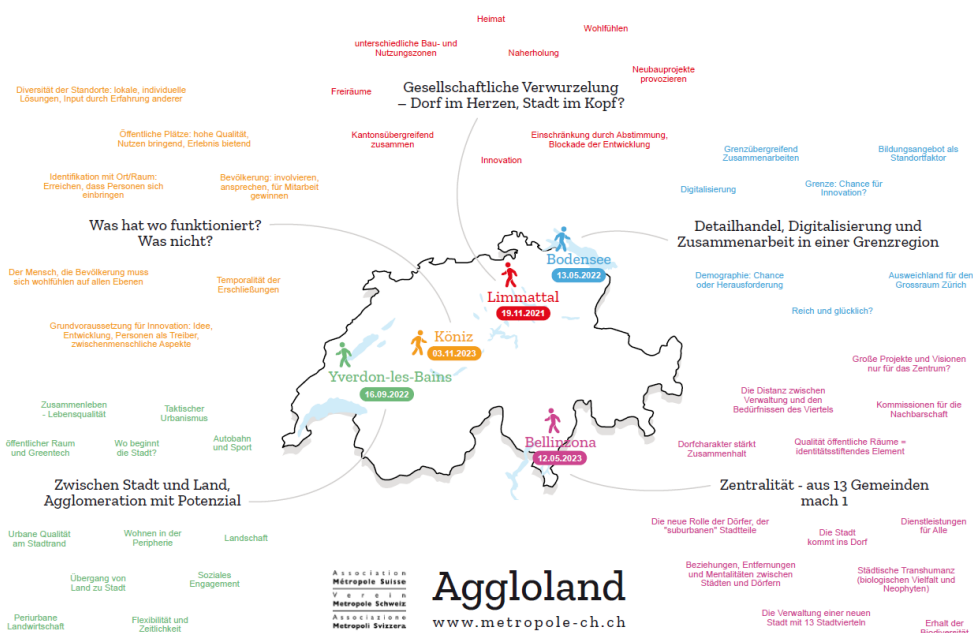 Heimat
Wohlfühlen
unterschiedliche Bau- und
Nutzungszonen
Naherholung
Neubauprojekte
provozieren
Freiräume
Gesellschaftliche Verwurzelung
– Dorf im Herzen, Stadt im Kopf?
Kantonsübergreifend
zusammen
Einschränkung durch Abstimmung,
Blockade der Entwicklung
Innovation
Diversität der Standorte: lokale, individuelle
Lösungen, Input durch Erfahrung anderer
Öffentliche Plätze: hohe Qualität,
Nutzen bringend, Erlebnis bietend
Identifikation mit Ort/Raum:
Erreichen, dass Personen sich
einbringen
Bevölkerung: involvieren,
ansprechen, für Mitarbeit
gewinnen
Was hat wo funktioniert?
Was nicht?
Der Mensch, die Bevölkerung muss
sich wohlfühlen auf allen Ebenen
Temporalität der
Erschließungen
Grundvoraussetzung für Innovation: Idee,
Entwicklung, Personen als Treiber,
zwischenmenschliche Aspekte
Grenzübergreifend
Zusammenarbeiten
Bildungsangebot als
Standortfaktor
Digitalisierung
Grenze: Chance für
Innovation?
Detailhandel, Digitalisierung und
Zusammenarbeit in einer Grenzregion
Demographie: Chance
oder Herausforderung
Ausweichland für den
Grossraum Zürich
Reich und glücklich?
Bodensee
13.05.2022
Limmattal
19.11.2021
Köniz
03.11.2023
Yverdon-les-Bains
16.09.2022
Bellinzona
12.05.2023
Zusammenleben
- Lebensqualität
Taktischer
Urbanismus
öffentlicher Raum
und Greentech
Wo beginnt
die Stadt?
Autobahn
und Sport
Zwischen Stadt und Land,
Agglomeration mit Potenzial
Urbane Qualität
am Stadtrand
Wohnen in der
Peripherie
Landschaft
Übergang von
Land zu Stadt
Soziales
Engagement
Periurbane
Landwirtschaft
Flexibilität und
Zeitlichkeit
Große Projekte und Visionen
nur für das Zentrum?
Die Distanz zwischen
Verwaltung und den
Bedürfnissen des Viertels
Kommissionen für die
Nachbarschaft
Dorfcharakter stärkt
Zusammenhalt
Qualität öffentliche Räume =
identitätsstiftendes Element
Zentralität - aus 13 Gemeinden
mach 1
Die neue Rolle der Dörfer, der
"suburbanen" Stadtteile
Die Stadt
kommt ins Dorf
Dienstleistungen
für Alle
Beziehungen, Entfernungen
und Mentalitäten zwischen
Städten und Dörfern
Städtische Transhumanz
(biologischen Vielfalt und
Neophyten)
Die Verwaltung einer neuen
Stadt mit 13 Stadtvierteln
Erhalt der
Biodiversität
Association
Métropole Suisse
Verein
Metropole Schweiz
Associazione
Metropoli Svizzera
Aggloland
www.metropole-ch.ch